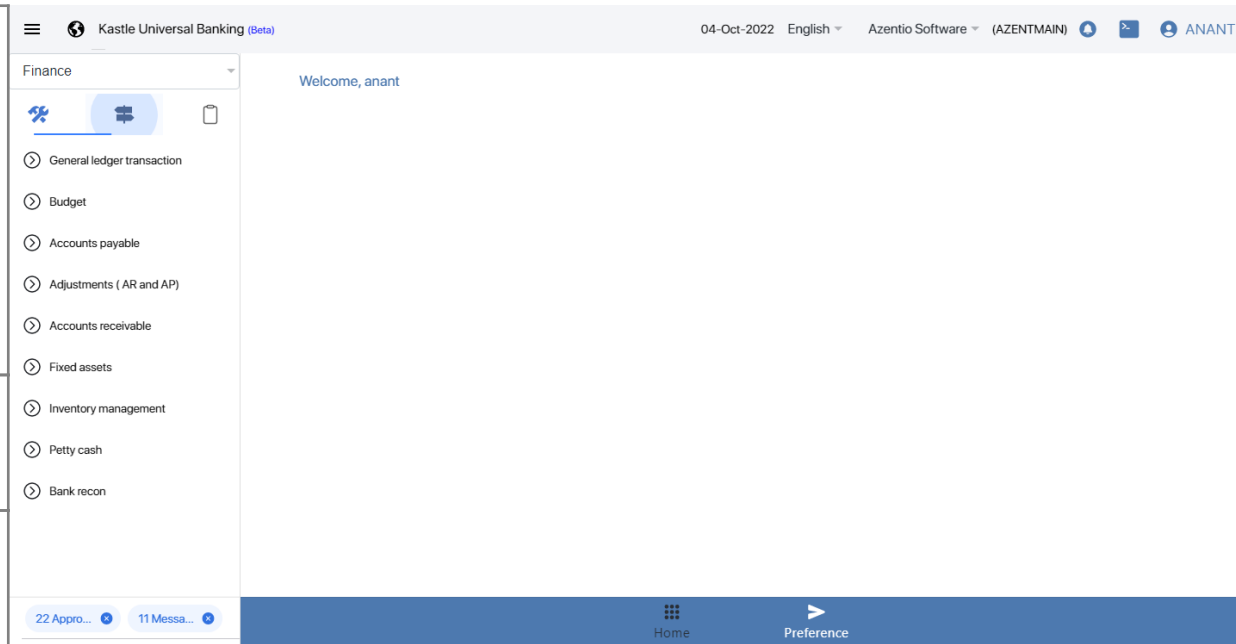 Kastle Universal Banking (Beta)
04-Oct-2022 English Azentio Software (AZENTMAIN) ANANT
Finance
Welcome, anant
General ledger transaction
Budget
Accounts payable
Adjustments ( AR and AP)
Accounts receivable
Fixed assets
Inventory management
Petty cash
Bank recon
22 Appro... 11 Messa...
Home
Preference